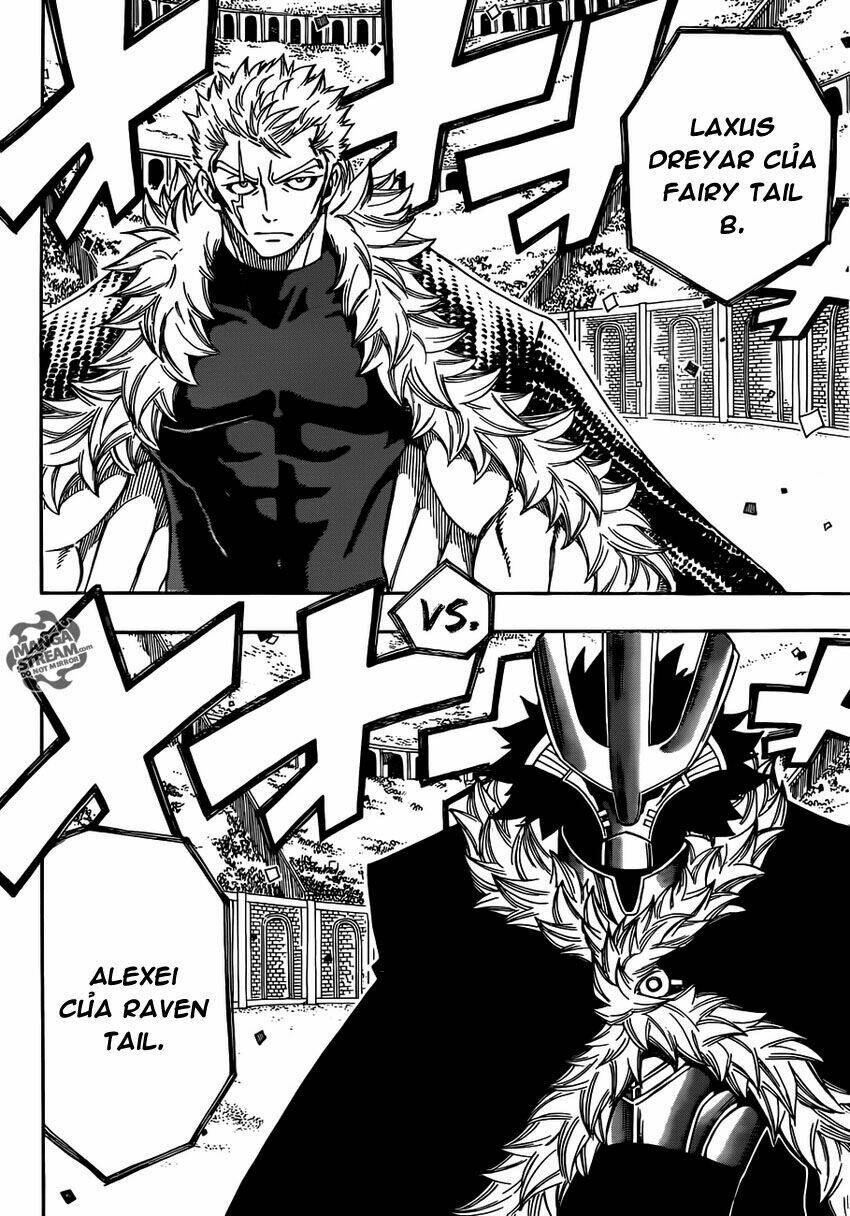 LAXUS
DREYAR CỦA
FAIRY TAIL
B.
VS.
MANGA
STREAM.com
DO NOT MIRROR
ALEXEI
CỦA RAVEN
TAIL.